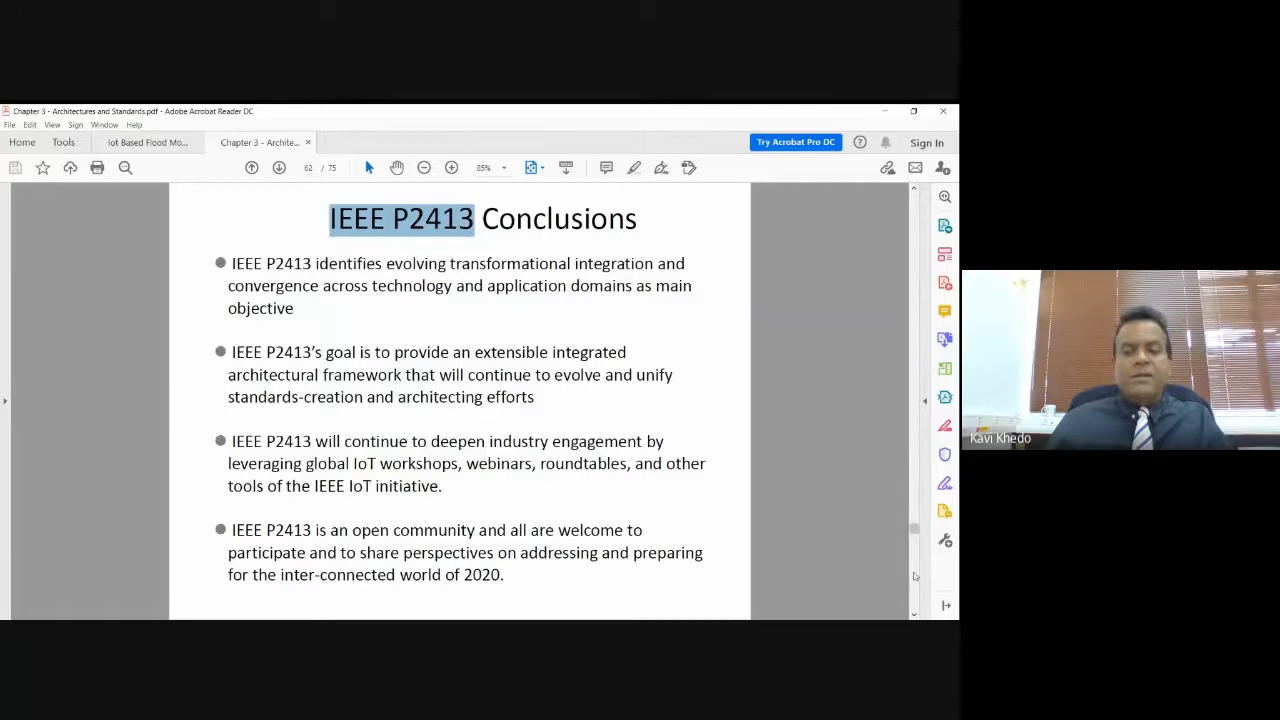 Chapter 3 - Architectures and Standards.pdf - Adobe Acrobat Reader DC
File Edit View Sign Window Help
Home Tools Iot Based Flood Mo... Chapter 3 - Archite... × Try Acrobat Pro DC Sign In
62 / 75 85%
IEEE P2413 Conclusions
IEEE P2413 identifies evolving transformational integration and
convergence across technology and application domains as main
objective
IEEE P2413’s goal is to provide an extensible integrated
architectural framework that will continue to evolve and unify
standards-creation and architecting efforts
IEEE P2413 will continue to deepen industry engagement by
leveraging global IoT workshops, webinars, roundtables, and other
tools of the IEEE IoT initiative.
IEEE P2413 is an open community and all are welcome to
participate and to share perspectives on addressing and preparing
for the inter-connected world of 2020.
Kavi Khedo